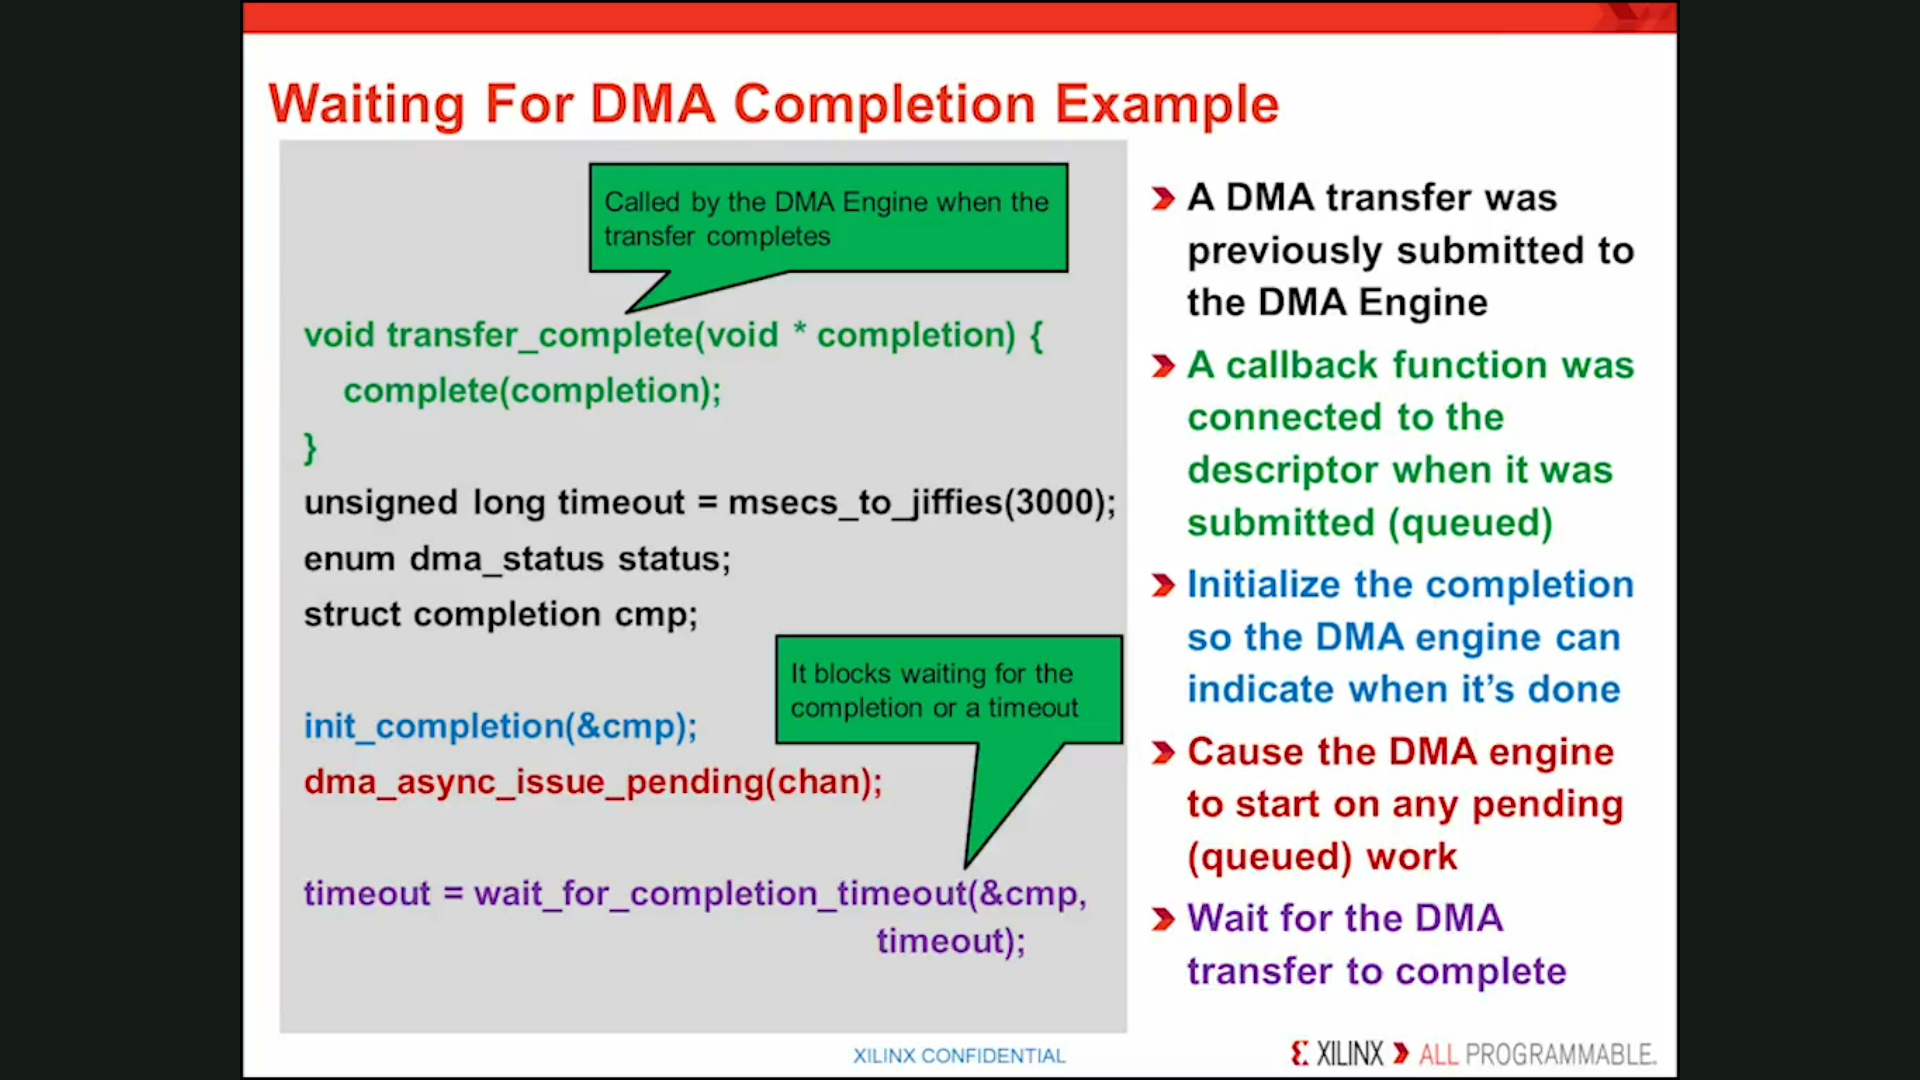 Waiting For DMA Completion Example
Called by the DMA Engine when the
transfer completes
void transfer_complete(void * completion) {
complete(completion);
}
unsigned long timeout = msecs_to_jiffies(3000);
enum dma_status status;
struct completion cmp;
It blocks waiting for the
completion or a timeout
init_completion(&cmp);
dma_async_issue_pending(chan);
timeout = wait_for_completion_timeout(&cmp,
timeout);
A DMA transfer was
previously submitted to
the DMA Engine
A callback function was
connected to the
descriptor when it was
submitted (queued)
Initialize the completion
so the DMA engine can
indicate when it’s done
Cause the DMA engine
to start on any pending
(queued) work
Wait for the DMA
transfer to complete
XILINX CONFIDENTIAL
XILINX ALL PROGRAMMABLE.